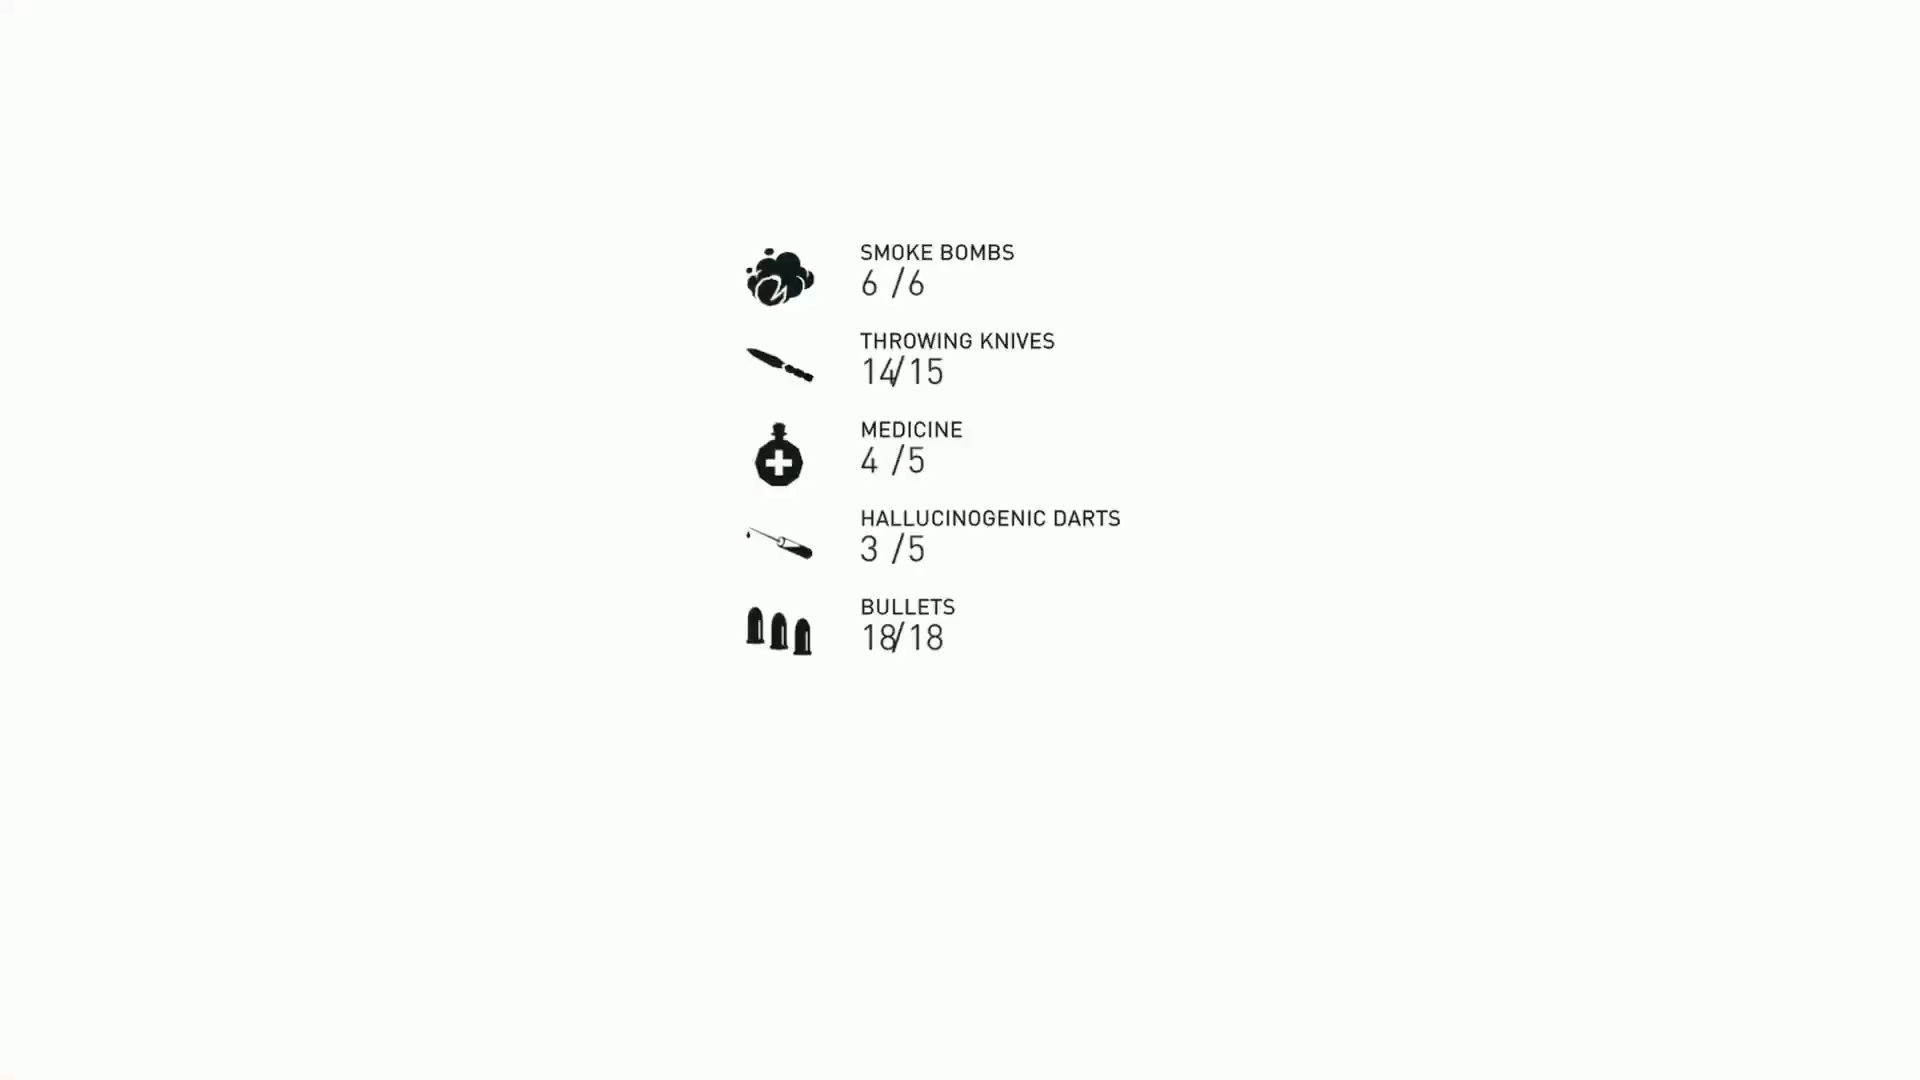 SMOKE BOMBS
6 /6
THROWING KNIVES
14/15
MEDICINE
4 /5
HALLUCINOGENIC DARTS
3 /5
BULLETS
18/18